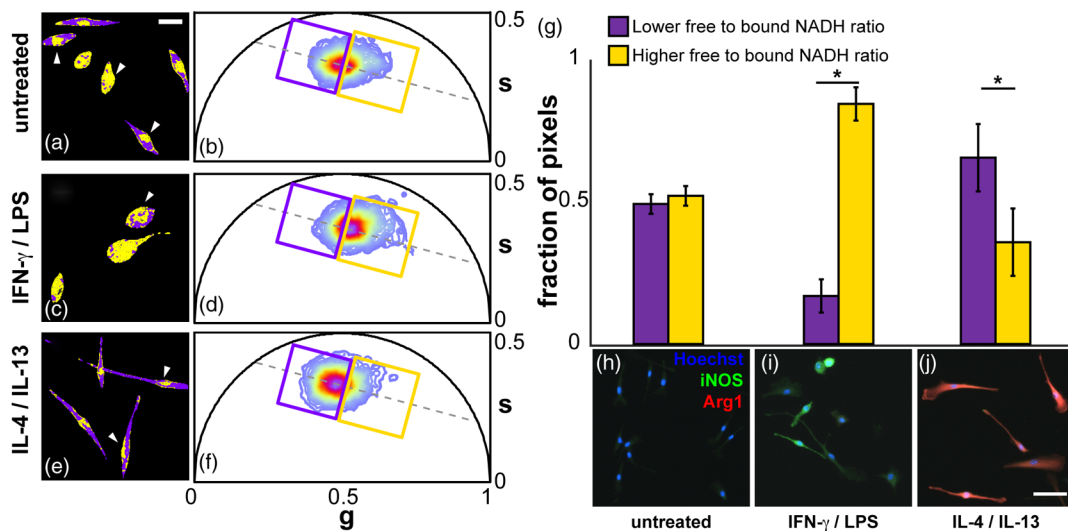 untreated
(a)
(b)
0.5
s
0
IFN-γ / LPS
(c)
(d)
0.5
s
0
IL-4 / IL-13
(e)
(f)
0.5
s
0
0
0.5
1
g
(g)
Lower free to bound NADH ratio
Higher free to bound NADH ratio
fraction of pixels
1
0.5
0
*
*
(h)
Hoechst
iNOS
Arg1
(i)
(j)
untreated
IFN-γ / LPS
IL-4 / IL-13